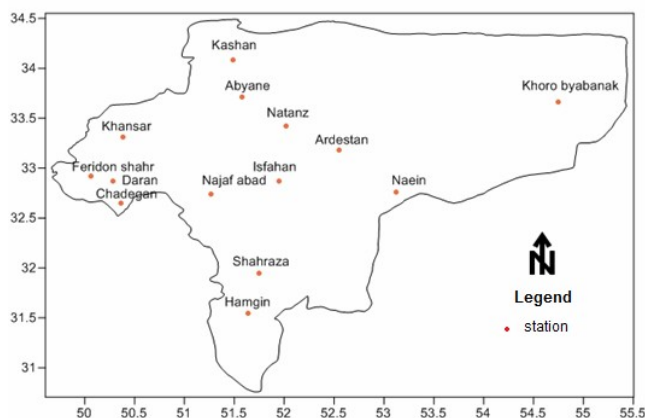 34.5
34
33.5
33
32.5
32
31.5
31
Kashan
Abyane
Khoro byabanak
Natanz
Khansar
Ardestan
Feridon shahr
Isfahan
Daran
Najaf abad
Naein
Chadegan
Shahraza
Hamgin
N
Legend
station
50 50.5 51 51.5 52 52.5 53 53.5 54 54.5 55 55.5